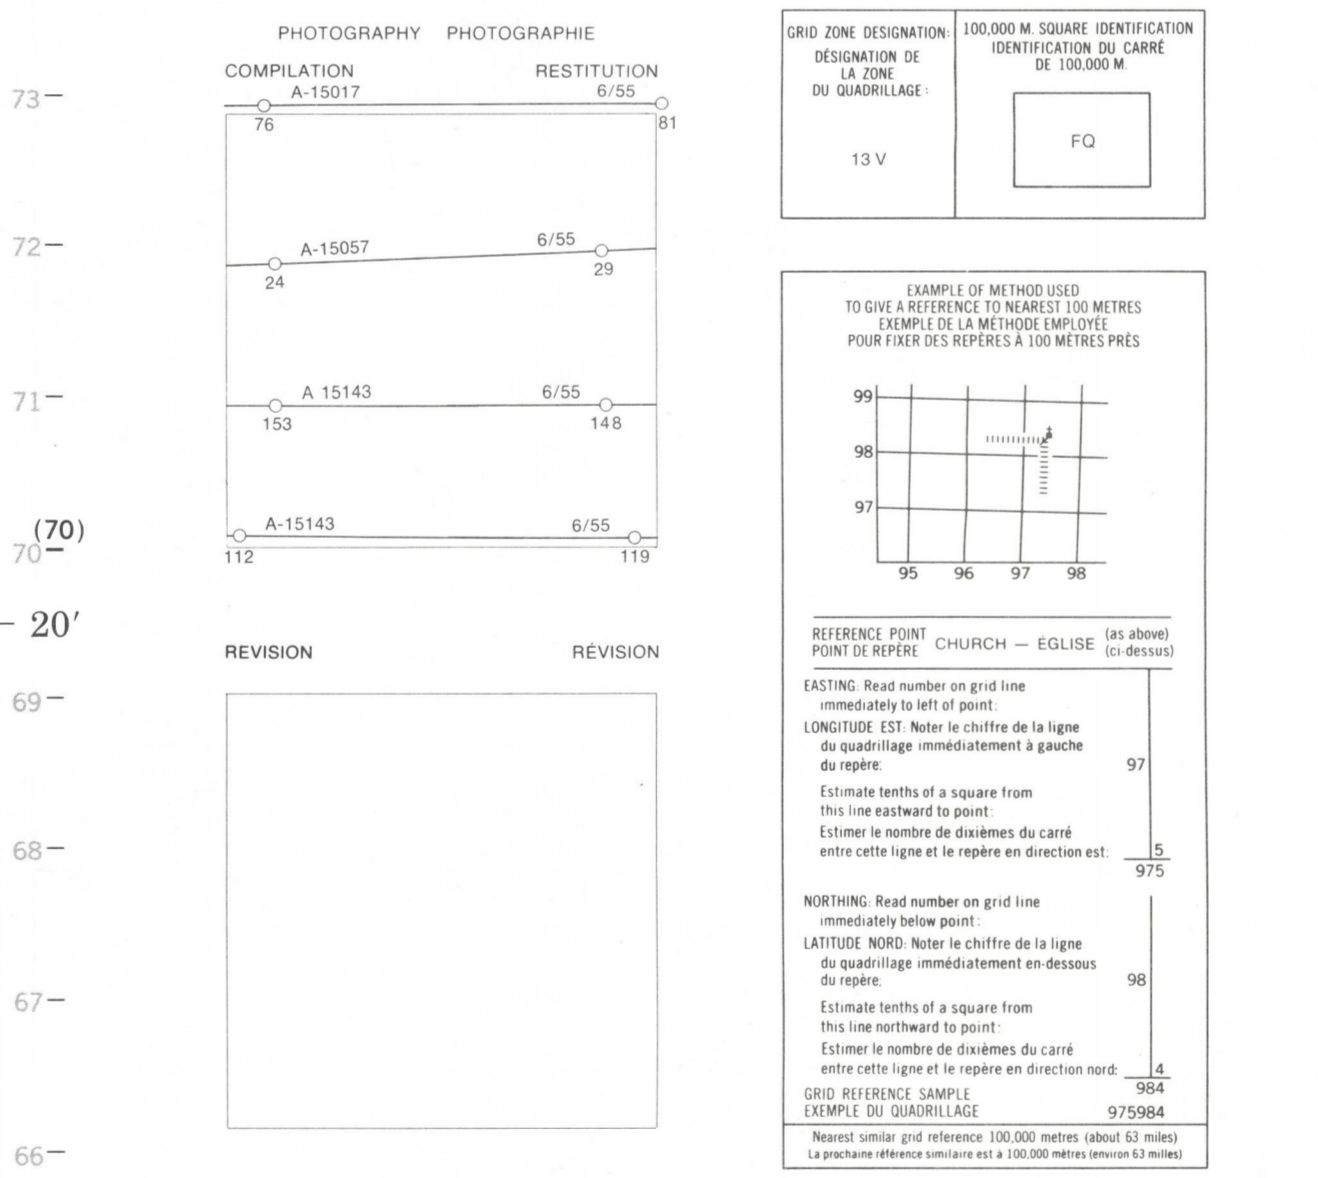 73
72
71
(70)
70
20′
69
68
67
66
PHOTOGRAPHY PHOTOGRAPHIE
COMPILATION RESTITUTION
A-15017 6/55
76 81
A-15057 6/55
24 29
A 15143 6/55
153 148
A-15143 6/55
112 119
REVISION RÉVISION
GRID ZONE DESIGNATION:
DÉSIGNATION DE
LA ZONE
DU QUADRILLAGE:
13 V
100,000 M. SQUARE IDENTIFICATION
IDENTIFICATION DU CARRÉ
DE 100,000 M.
FQ
EXAMPLE OF METHOD USED
TO GIVE A REFERENCE TO NEAREST 100 METRES
EXEMPLE DE LA MÉTHODE EMPLOYÉE
POUR FIXER DES REPÈRES À 100 MÈTRES PRÈS
99
98
97
95 96 97 98
REFERENCE POINT
POINT DE REPÈRE
CHURCH — ÉGLISE
(as above)
(ci-dessus)
EASTING: Read number on grid line
immediately to left of point:
LONGITUDE EST: Noter le chiffre de la ligne
du quadrillage immédiatement à gauche
du repère: 97
Estimate tenths of a square from
this line eastward to point:
Estimer le nombre de dixièmes du carré
entre cette ligne et le repère en direction est: 5
975
NORTHING: Read number on grid line
immediately below point:
LATITUDE NORD: Noter le chiffre de la ligne
du quadrillage immédiatement en-dessous
du repère: 98
Estimate tenths of a square from
this line northward to point:
Estimer le nombre de dixièmes du carré
entre cette ligne et le repère en direction nord: 4
984
GRID REFERENCE SAMPLE
EXEMPLE DU QUADRILLAGE 975984
Nearest similar grid reference 100,000 metres (about 63 miles)
La prochaine référence similaire est à 100,000 mètres (environ 63 milles)